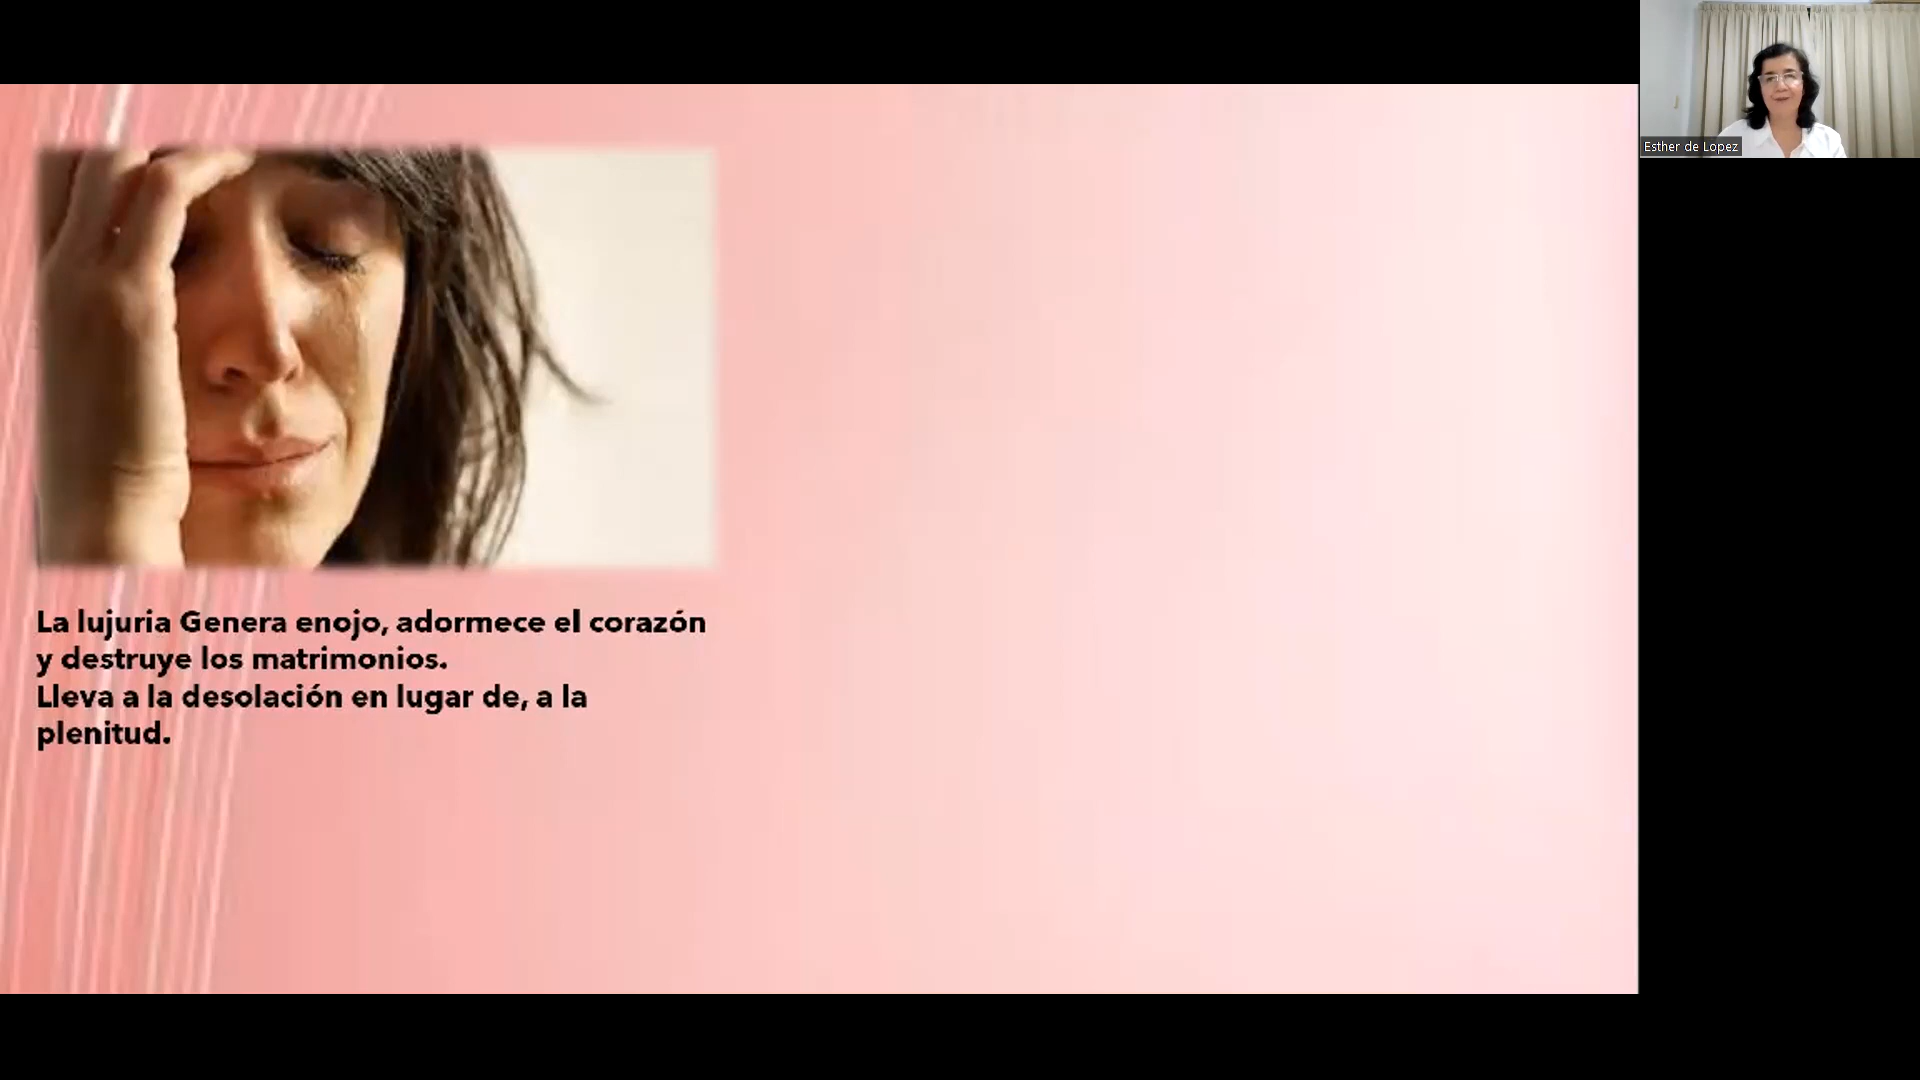 Esther de Lopez
La lujuria Genera enojo, adormece el corazón
y destruye los matrimonios.
Lleva a la desolación en lugar de, a la
plenitud.